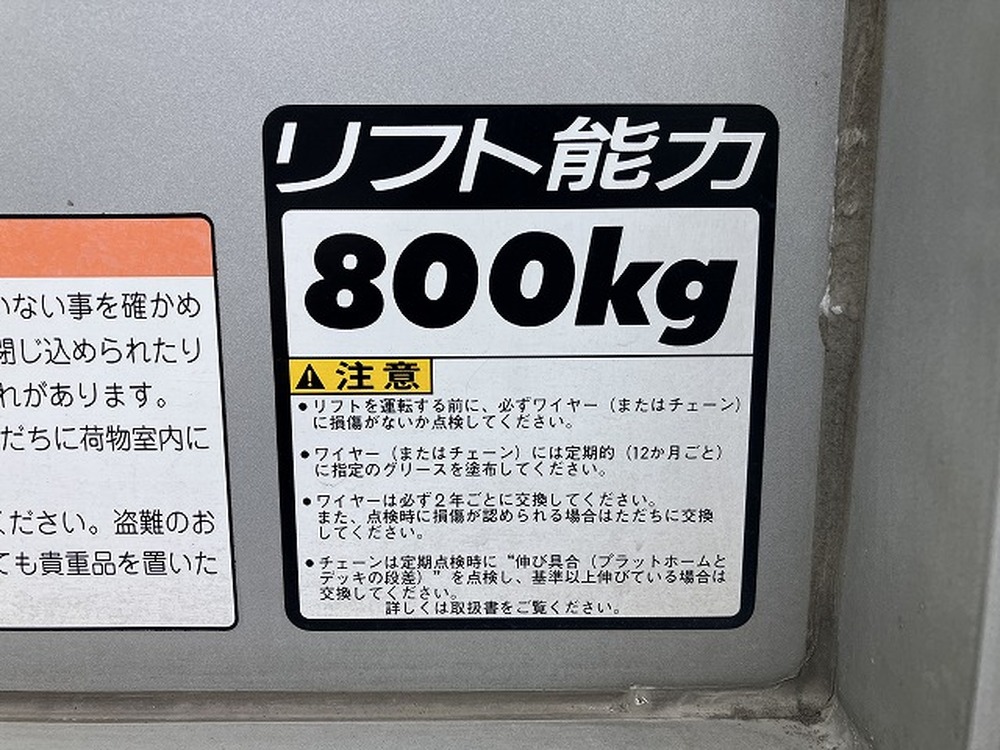 リフト能力
800kg
注意
●リフトを運転する前に、必ずワイヤー（またはチェーン）
に損傷がないか点検してください。
●ワイヤー（またはチェーン）には定期的（12か月ごと）
に指定のグリースを塗布してください。
●ワイヤーは必ず２年ごとに交換してください。
また、点検時に損傷が認められる場合はただちに交換
してください。
●チェーンは定期点検時に“伸び具合（プラットホームと
デッキの段差）”を点検し、基準以上伸びている場合は
交換してください。
詳しくは取扱書をご覧ください。
いない事を確かめ
閉じ込められたり
れがあります。
だちに荷物室内に
ください。盗難のお
ても貴重品を置いた